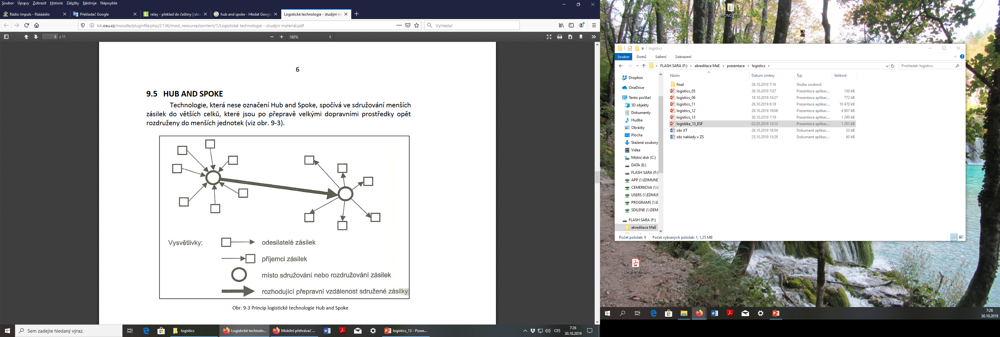 Soubor Úpravy Zobrazit Historie Záložky Nástroje Nápověda
Rádio Impuls - Ráááádio
Překladač Google
relay - překlad do češtiny | slov
hub and spoke - Hledat Google
Logistické technologie - studijní ma
kik.osu.cz/moodle/pluginfile.php/2136/mod_resource/content/1/Logistické technologie - studijní materiál.pdf
Vyhledat
6 z 11
160%
6
9.5 HUB AND SPOKE
Technologie, která nese označení Hub and Spoke, spočívá ve sdružování menších
zásilek do větších celků, které jsou po přepravě velkými dopravními prostředky opět
rozdruženy do menších jednotek (viz obr. 9-3).
Vysvětlivky:
odesilatelé zásilek
příjemci zásilek
místo sdružování nebo rozdružování zásilek
rozhodující přepravní vzdálenost sdružené zásilky
Obr. 9-3 Princip logistické technologie Hub and Spoke
Sem zadejte hledaný výraz.
logistics
Logistické technolo...
Mobilní přehrávač ...
logistics_13 - Powe...
CES
7:26
30.10.2019
MONO_USA
alfa
logistics
Soubor Domů Sdílení Zobrazení
FLASH SARA (F:) › akreditace MaE › prezentace › logistics ›
Prohledat: logistics
Název Datum změny Typ Velikost
final 26.10.2019 7:16 Složka souborů
logistics_05 26.10.2019 7:07 Prezentace aplikac... 130 kB
logistics_06 18.10.2019 10:27 Prezentace aplikac... 772 kB
logistics_11 26.10.2019 8:18 Prezentace aplikac... 10 470 kB
logistics_12 28.10.2019 19:08 Prezentace aplikac... 4 907 kB
logistics_13 30.10.2019 7:19 Prezentace aplikac... 1 290 kB
logistika_13_ESF 02.05.2019 13:13 Prezentace aplikac... 1 291 kB
obr JIT 28.10.2019 18:54 Dokument aplikac... 53 kB
obr naklady v ZS 25.10.2019 15:29 Dokument aplikac... 60 kB
Dropbox
OneDrive
Tento počítač
3D objekty
Dokumenty
Hudba
Obrázky
Plocha
Stažené soubory
Videa
Místní disk (C:)
DATA (E:)
FLASH SARA (F:)
APP (\\EDMUND
CEMERKOVA (\\
USERS (\\EDMU
PROGRAMS (\\E
SDILENE (\\DEM
FLASH SARA (F:)
akreditace MaE
Počet položek: 9 Počet vybraných položek: 1; 1,25 MB
PDF
English_File...
7:26
30.10.2019